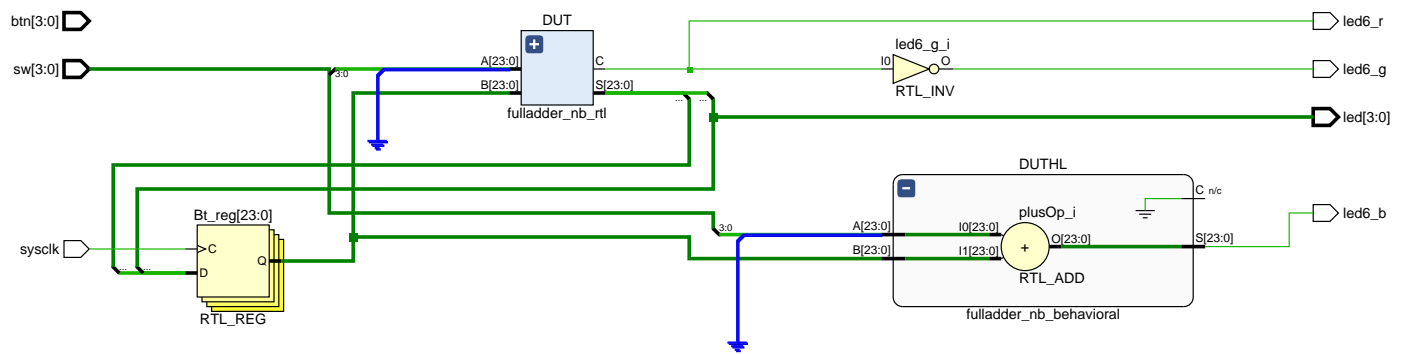 btn[3:0]
DUT
led6_r
led6_g_i
sw[3:0]
3:0
A[23:0]
C
I0
O
led6_g
B[23:0]
S[23:0]
RTL_INV
... ...
fulladder_nb_rtl
led[3:0]
DUTHL
C n/c
Bt_reg[23:0]
plusOp_i
led6_b
3:0
A[23:0]
I0[23:0]
sysclk
C
+
O[23:0]
S[23:0]
B[23:0]
I1[23:0]
Q
... ...
D
RTL_ADD
RTL_REG
fulladder_nb_behavioral